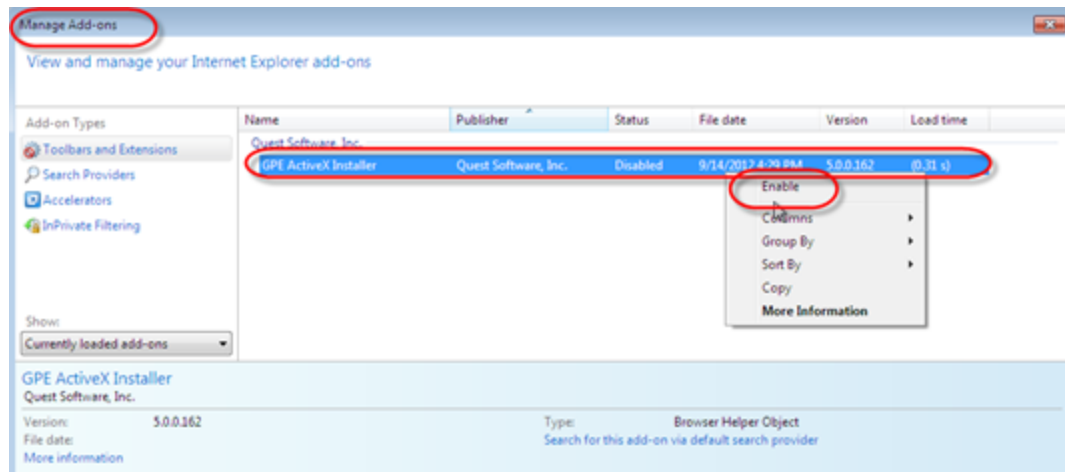 Manage Add-ons
View and manage your Internet Explorer add-ons
Add-on Types
Toolbars and Extensions
Search Providers
Accelerators
InPrivate Filtering
Show:
Currently loaded add-ons
Name Publisher Status File date Version Load time
Quest Software, Inc.
GPE ActiveX Installer Quest Software, Inc. Disabled 9/14/2012 4:29 PM 5.0.0.162 (0.31 s)
Enable
Columns
Group By
Sort By
Copy
More Information
GPE ActiveX Installer
Quest Software, Inc.
Version: 5.0.0.162 Type: Browser Helper Object
File date: Search for this add-on via default search provider
More information